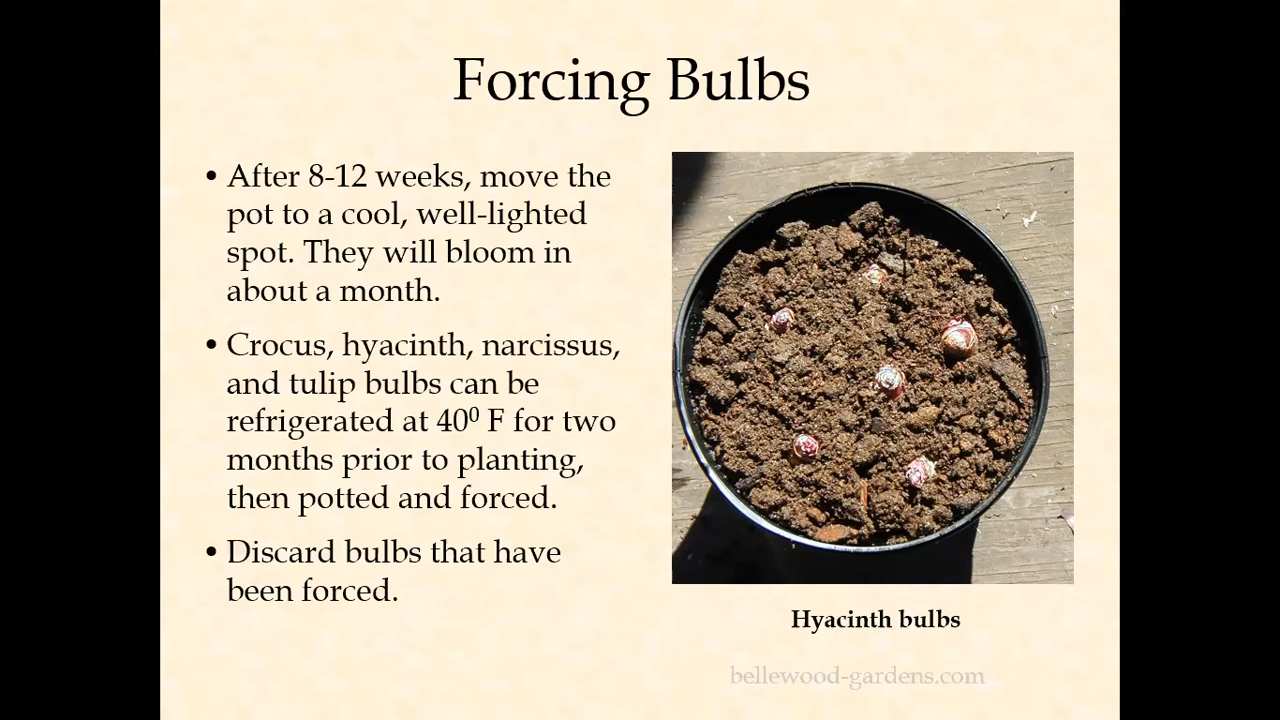 Forcing Bulbs
• After 8-12 weeks, move the
pot to a cool, well-lighted
spot. They will bloom in
about a month.
• Crocus, hyacinth, narcissus,
and tulip bulbs can be
refrigerated at 40⁰ F for two
months prior to planting,
then potted and forced.
• Discard bulbs that have
been forced.
Hyacinth bulbs
bellewood-gardens.com